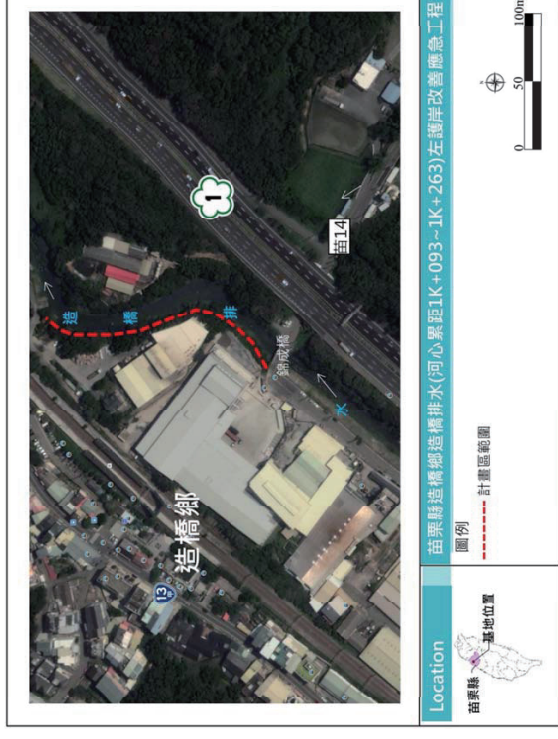 造橋鄉
13
1
苗14
造
橋
排
水
錦成橋
Location
苗栗縣
基地位置
苗栗縣造橋鄉造橋排水(河心累距1K+093~1K+263)左護岸改善應急工程
圖例
計畫區範圍
0 50 100m